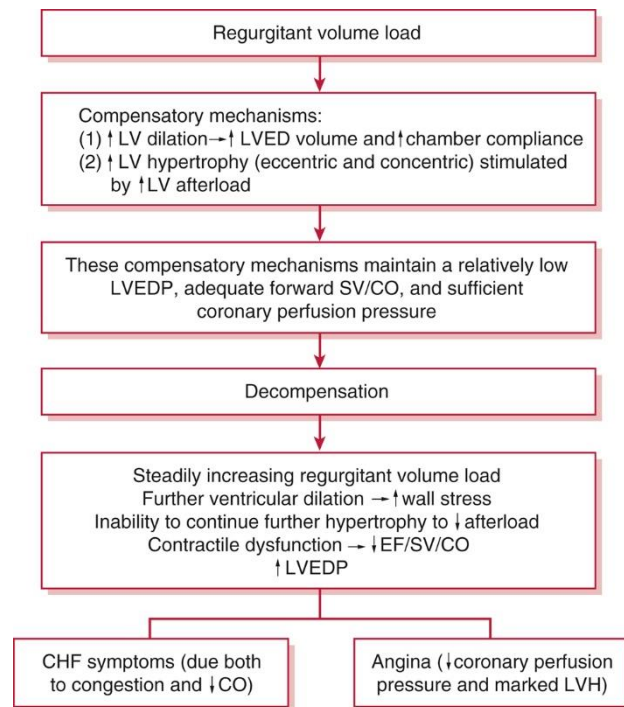 Regurgitant volume load
Compensatory mechanisms:
(1) ↑ LV dilation→↑ LVED volume and ↑chamber compliance
(2) ↑ LV hypertrophy (eccentric and concentric) stimulated
by ↑LV afterload
These compensatory mechanisms maintain a relatively low
LVEDP, adequate forward SV/CO, and sufficient
coronary perfusion pressure
Decompensation
Steadily increasing regurgitant volume load
Further ventricular dilation → ↑wall stress
Inability to continue further hypertrophy to ↓afterload
Contractile dysfunction → ↓EF/SV/CO
↑LVEDP
CHF symptoms (due both
to congestion and ↓CO)
Angina (↓coronary perfusion
pressure and marked LVH)